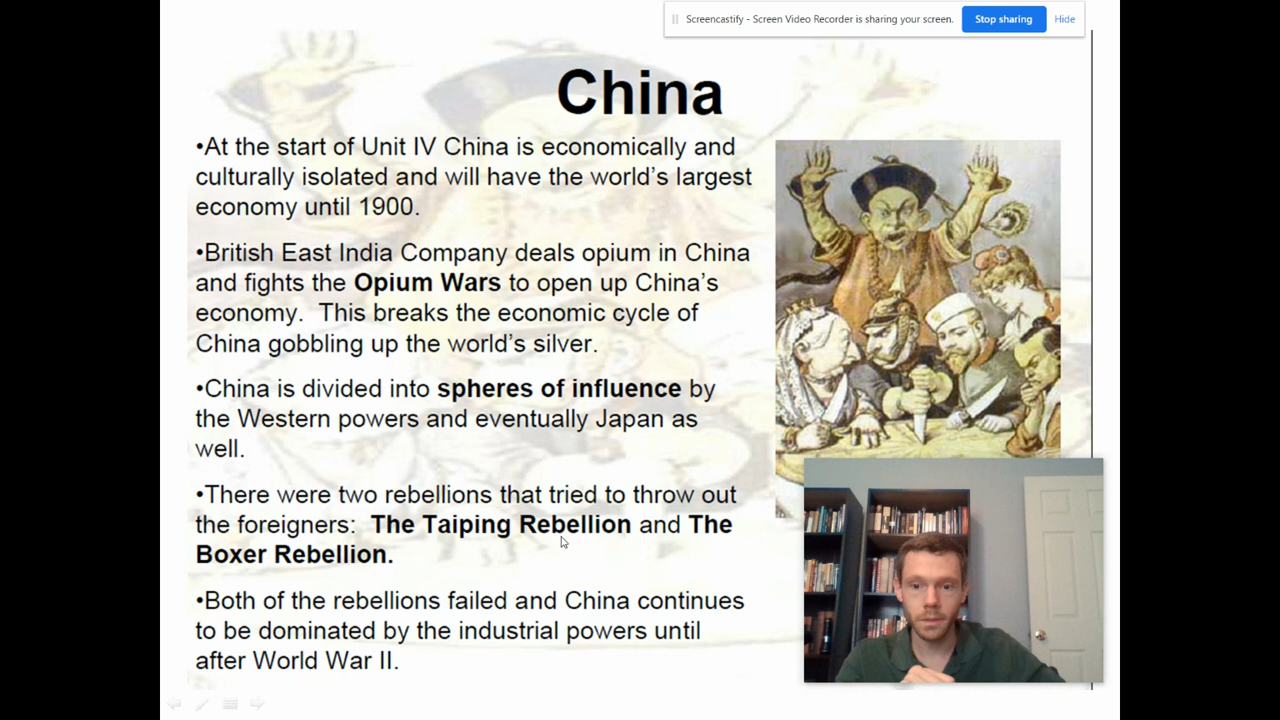 Screencastify - Screen Video Recorder is sharing your screen.
Stop sharing
Hide
China
•At the start of Unit IV China is economically and
culturally isolated and will have the world's largest
economy until 1900.
•British East India Company deals opium in China
and fights the Opium Wars to open up China's
economy.  This breaks the economic cycle of
China gobbling up the world's silver.
•China is divided into spheres of influence by
the Western powers and eventually Japan as
well.
•There were two rebellions that tried to throw out
the foreigners:  The Taiping Rebellion and The
Boxer Rebellion.
•Both of the rebellions failed and China continues
to be dominated by the industrial powers until
after World War II.